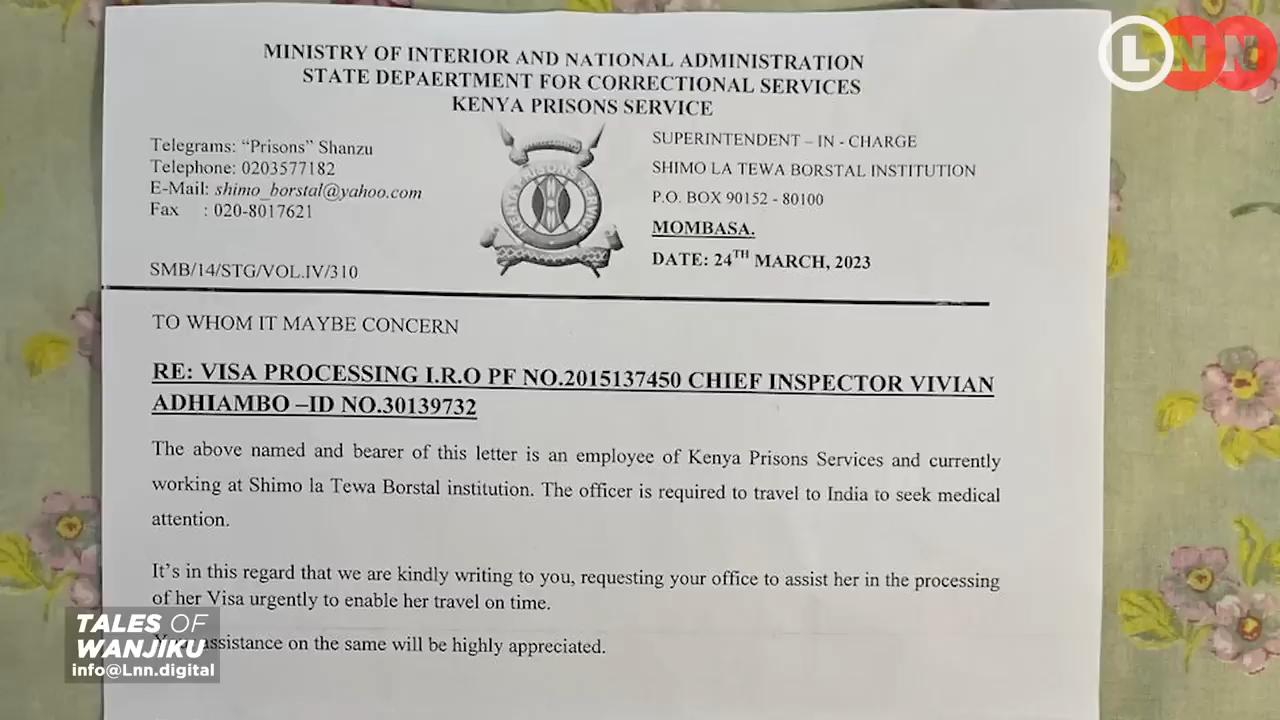 MINISTRY OF INTERIOR AND NATIONAL ADMINISTRATION
STATE DEPAERTMENT FOR CORRECTIONAL SERVICES
KENYA PRISONS SERVICE
Telegrams: “Prisons” Shanzu
Telephone: 0203577182
E-Mail: shimo_borstal@yahoo.com
Fax : 020-8017621
SMB/14/STG/VOL.IV/310
KENYA PRISONS SERVICE
SUPERINTENDENT – IN - CHARGE
SHIMO LA TEWA BORSTAL INSTITUTION
P.O. BOX 90152 - 80100
MOMBASA.
DATE: 24TH MARCH, 2023
TO WHOM IT MAYBE CONCERN
RE: VISA PROCESSING I.R.O PF NO.2015137450 CHIEF INSPECTOR VIVIAN
ADHIAMBO –ID NO.30139732
The above named and bearer of this letter is an employee of Kenya Prisons Services and currently
working at Shimo la Tewa Borstal institution. The officer is required to travel to India to seek medical
attention.
It’s in this regard that we are kindly writing to you, requesting your office to assist her in the processing
of her Visa urgently to enable her travel on time.
assistance on the same will be highly appreciated.
LNN
TALES OF
WANJIKU
info@Lnn.digital